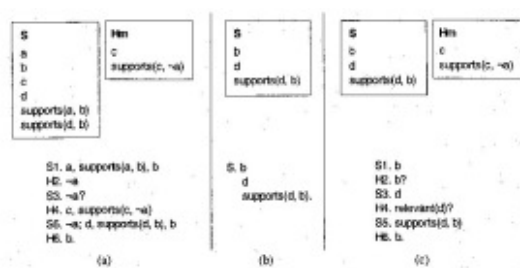 S
a
b
c
d
supports(a, b)
supports(d, b)
Hm
c
supports(c, ¬a)
S1. a, supports(a, b), b
H2. ¬a
S3. ¬a?
H4. c, supports(c, ¬a)
S5. ¬a; d, supports(d, b), b
H6. b.
(a)
S
b
d
supports(d, b)
S. b
d
supports(d, b).
(b)
S
b
d
supports(d, b)
Hm
c
supports(c, ¬a)
S1. b
H2. b?
S3. d
H4. relevant(d)?
S5. supports(d, b)
H6. b.
(c)